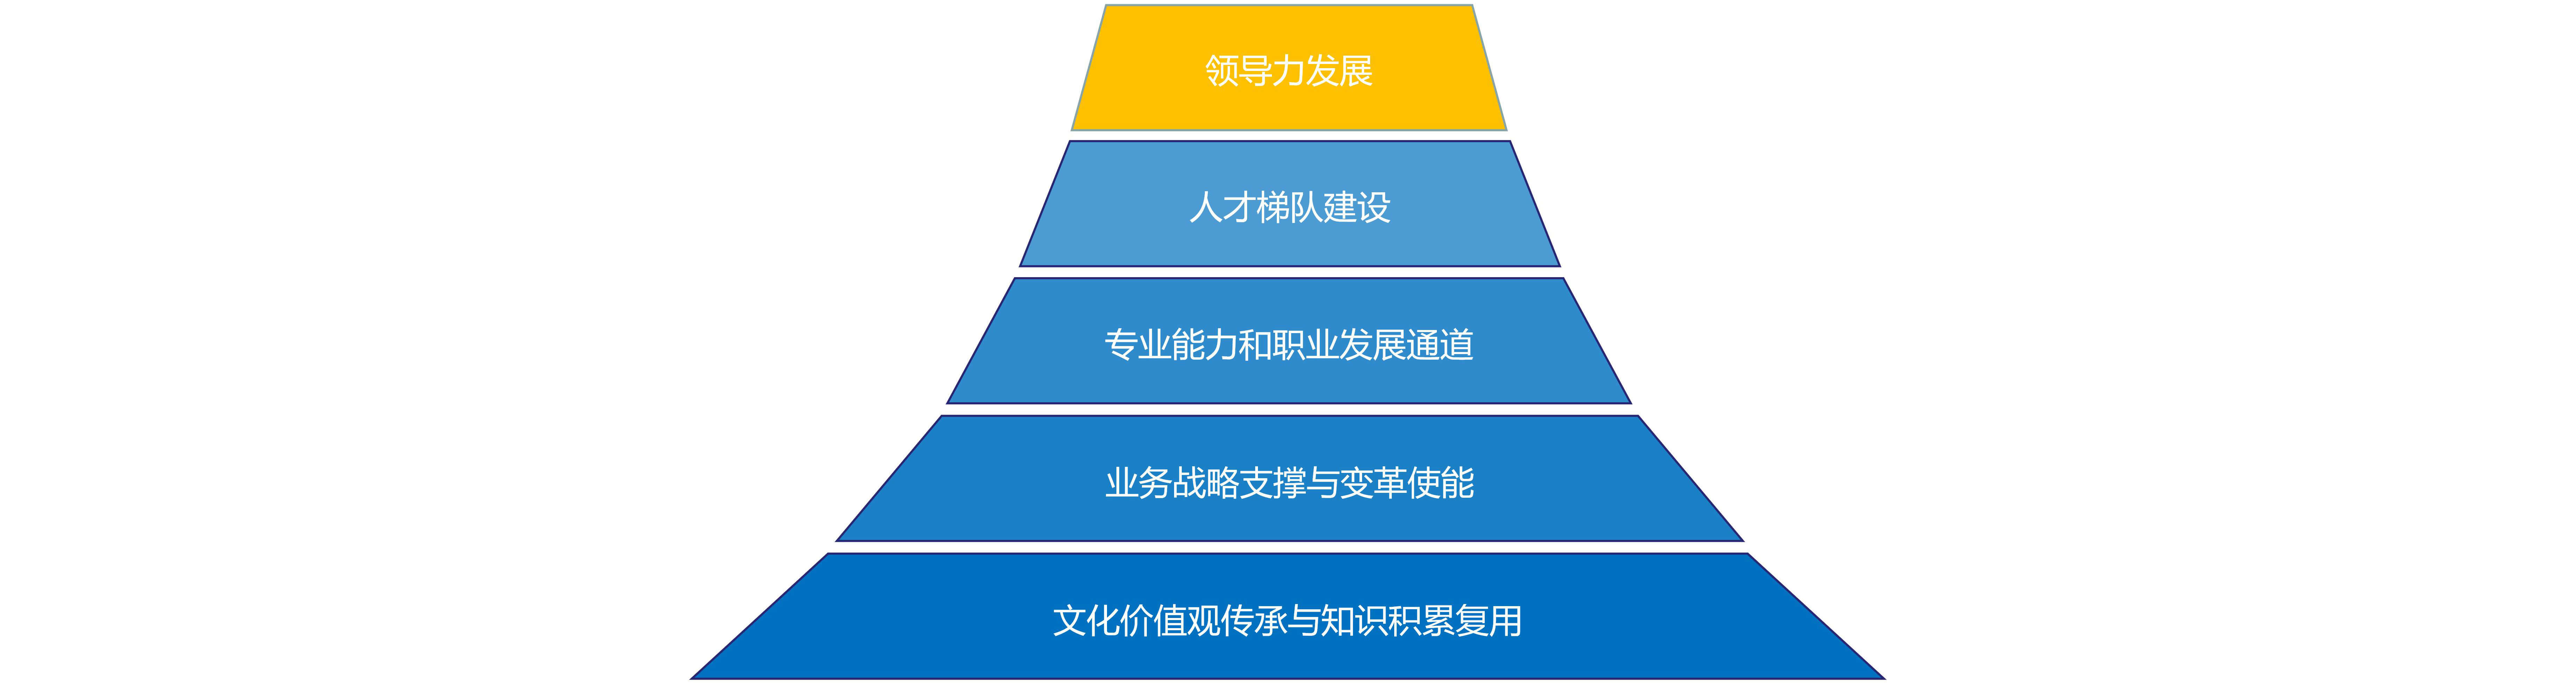 领导力发展
人才梯队建设
专业能力和职业发展通道
业务战略支撑与变革使能
文化价值观传承与知识积累复用